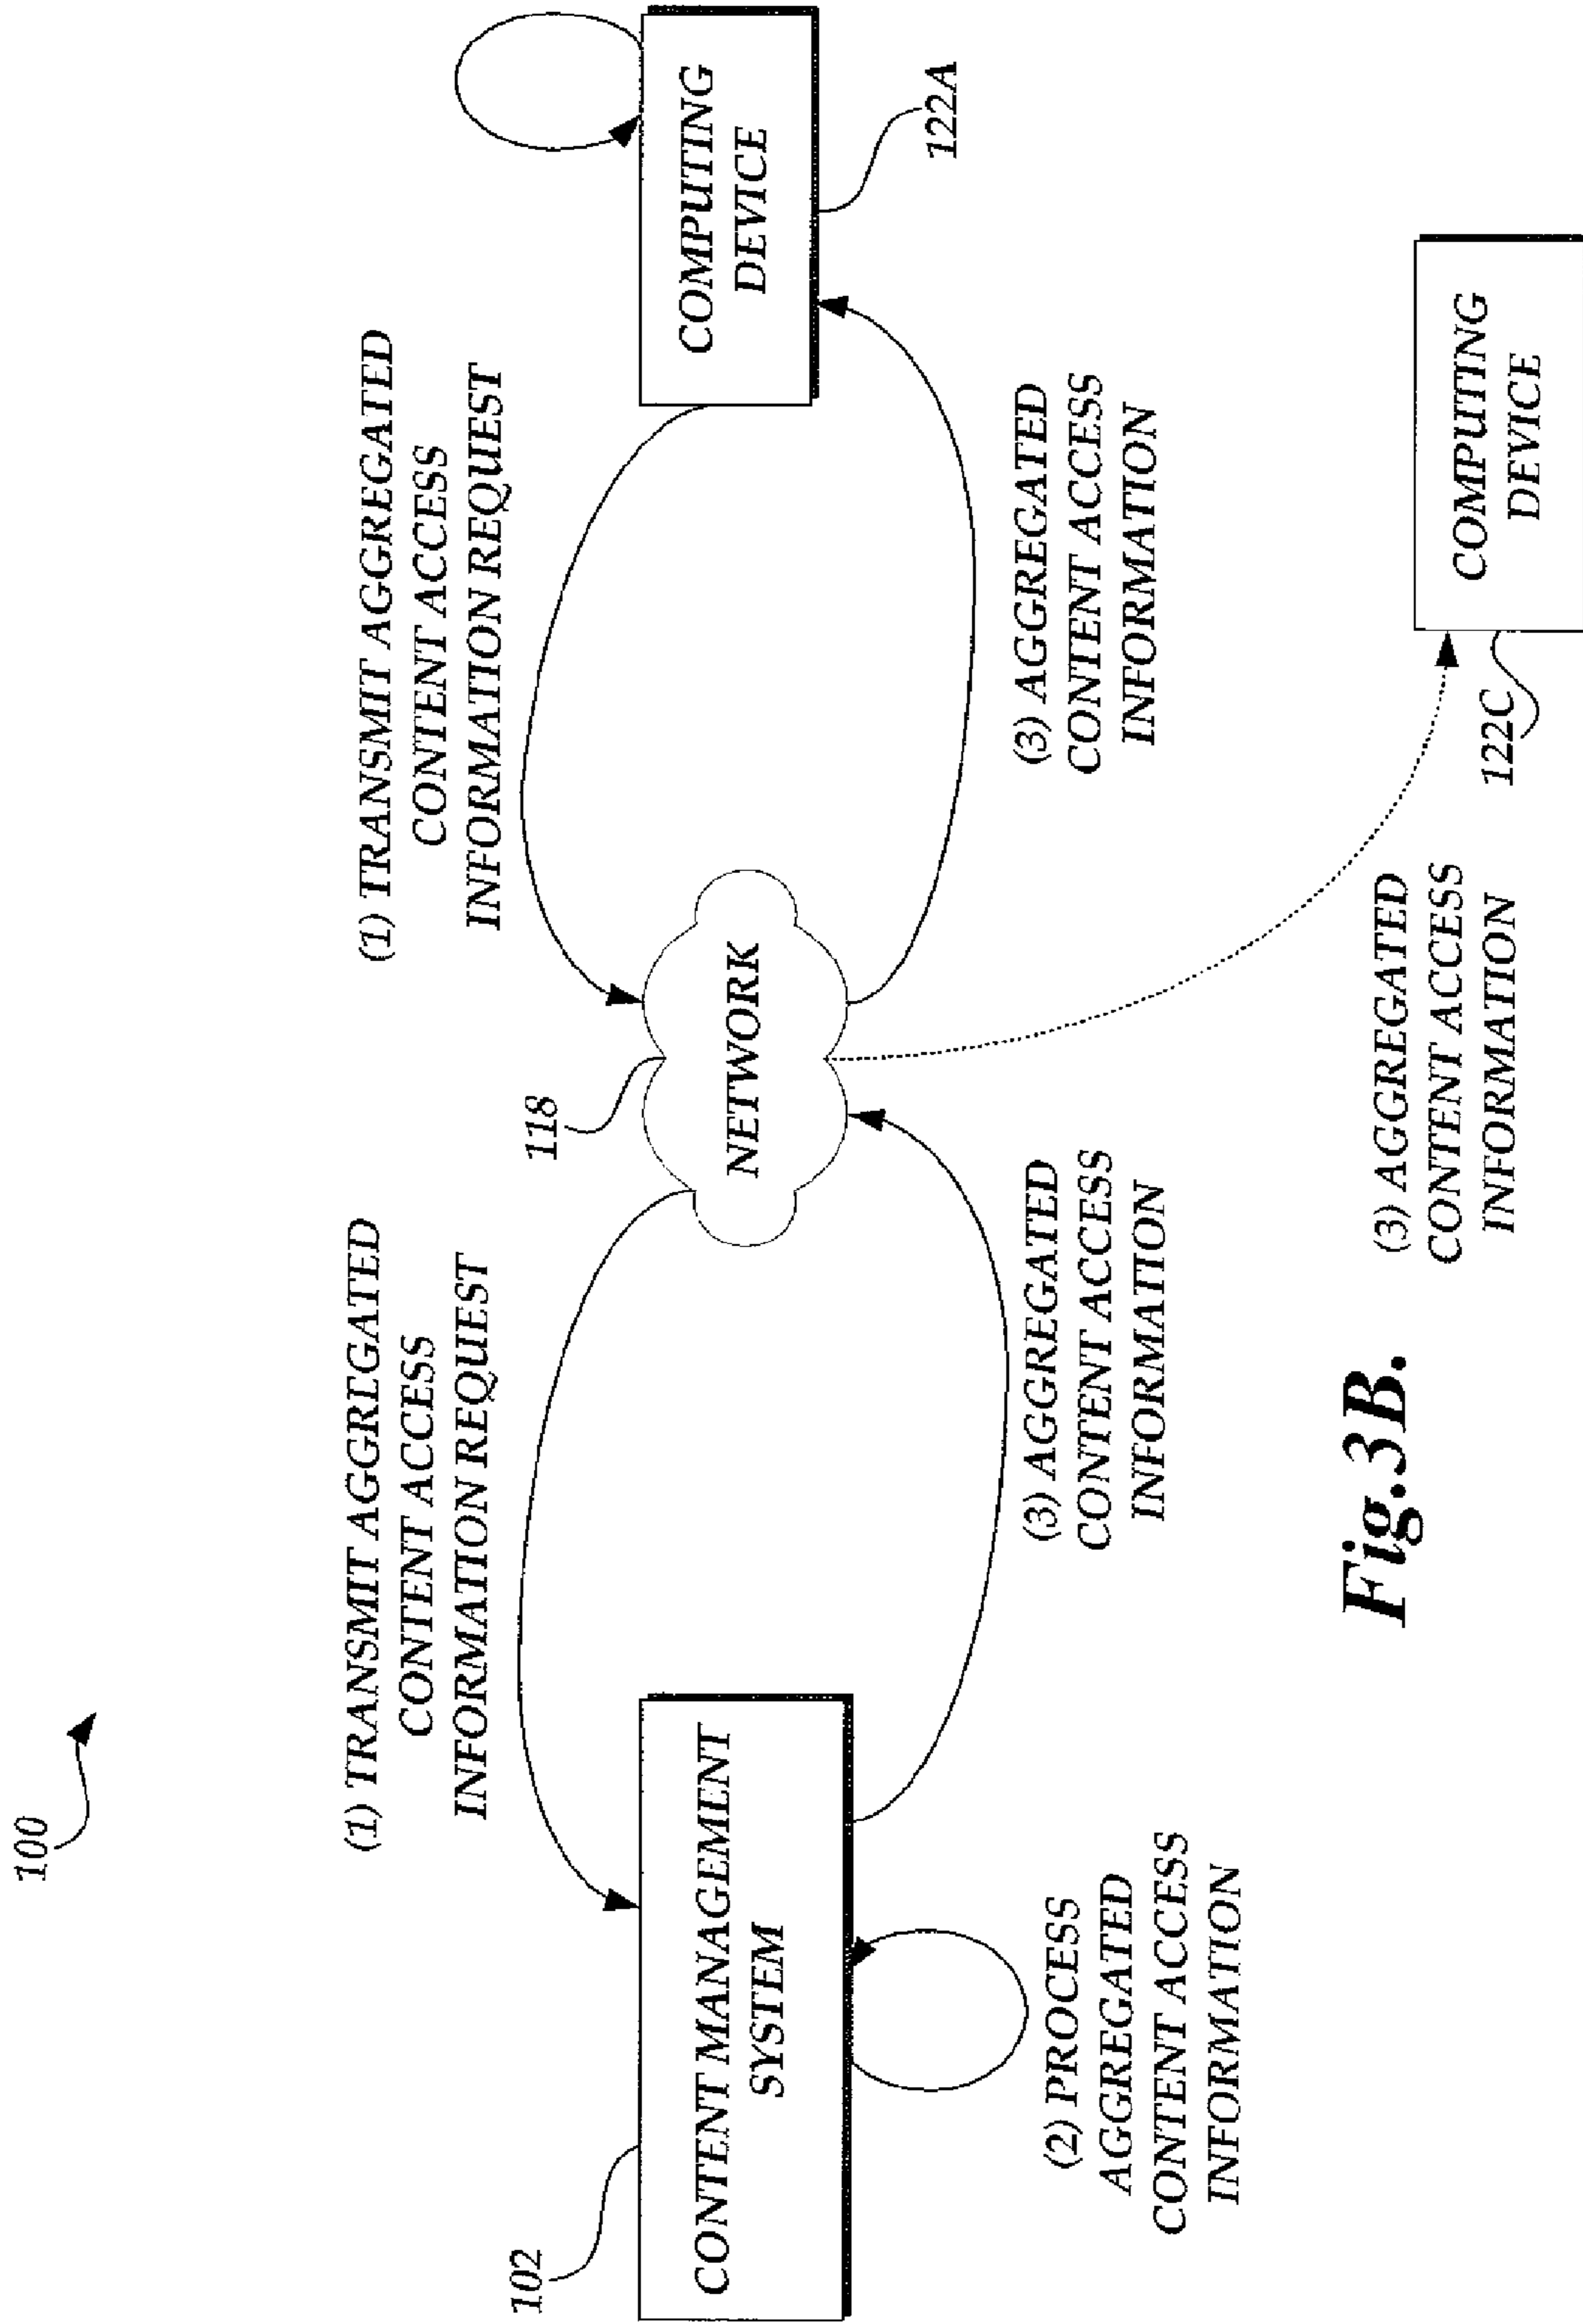 100
(1) TRANSMIT AGGREGATED
CONTENT ACCESS
INFORMATION REQUEST
(1) TRANSMIT AGGREGATED
CONTENT ACCESS
INFORMATION REQUEST
102
118
CONTENT MANAGEMENT
SYSTEM
NETWORK
COMPUTING
DEVICE
122A
(2) PROCESS
AGGREGATED
CONTENT ACCESS
INFORMATION
(3) AGGREGATED
CONTENT ACCESS
INFORMATION
(3) AGGREGATED
CONTENT ACCESS
INFORMATION
(3) AGGREGATED
CONTENT ACCESS
INFORMATION
122C
COMPUTING
DEVICE
Fig.3B.